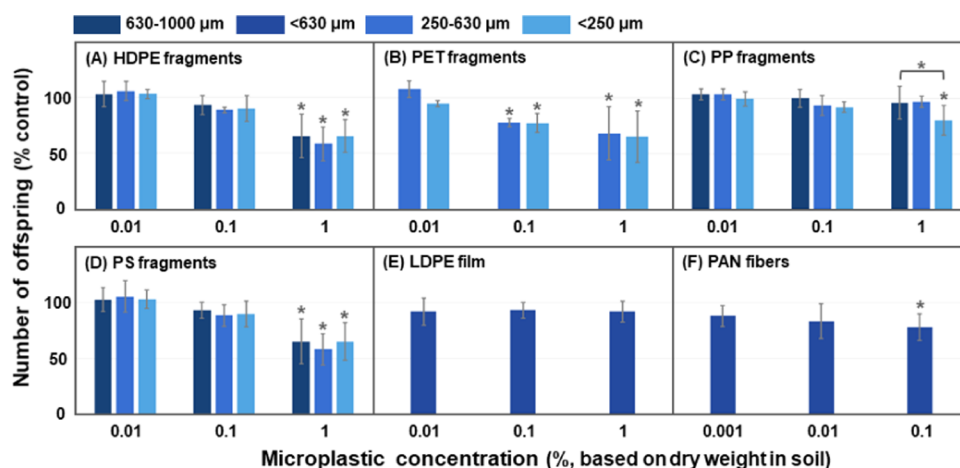 630-1000 µm <630 µm 250-630 µm <250 µm
Number of offspring (% control)
(A) HDPE fragments (B) PET fragments (C) PP fragments
*
* * * * * * * *
100
50
0
0.01 0.1 1 0.01 0.1 1 0.01 0.1 1
(D) PS fragments (E) LDPE film (F) PAN fibers
* * * *
100
50
0
0.01 0.1 1 0.01 0.1 1 0.001 0.01 0.1
Microplastic concentration (%, based on dry weight in soil)